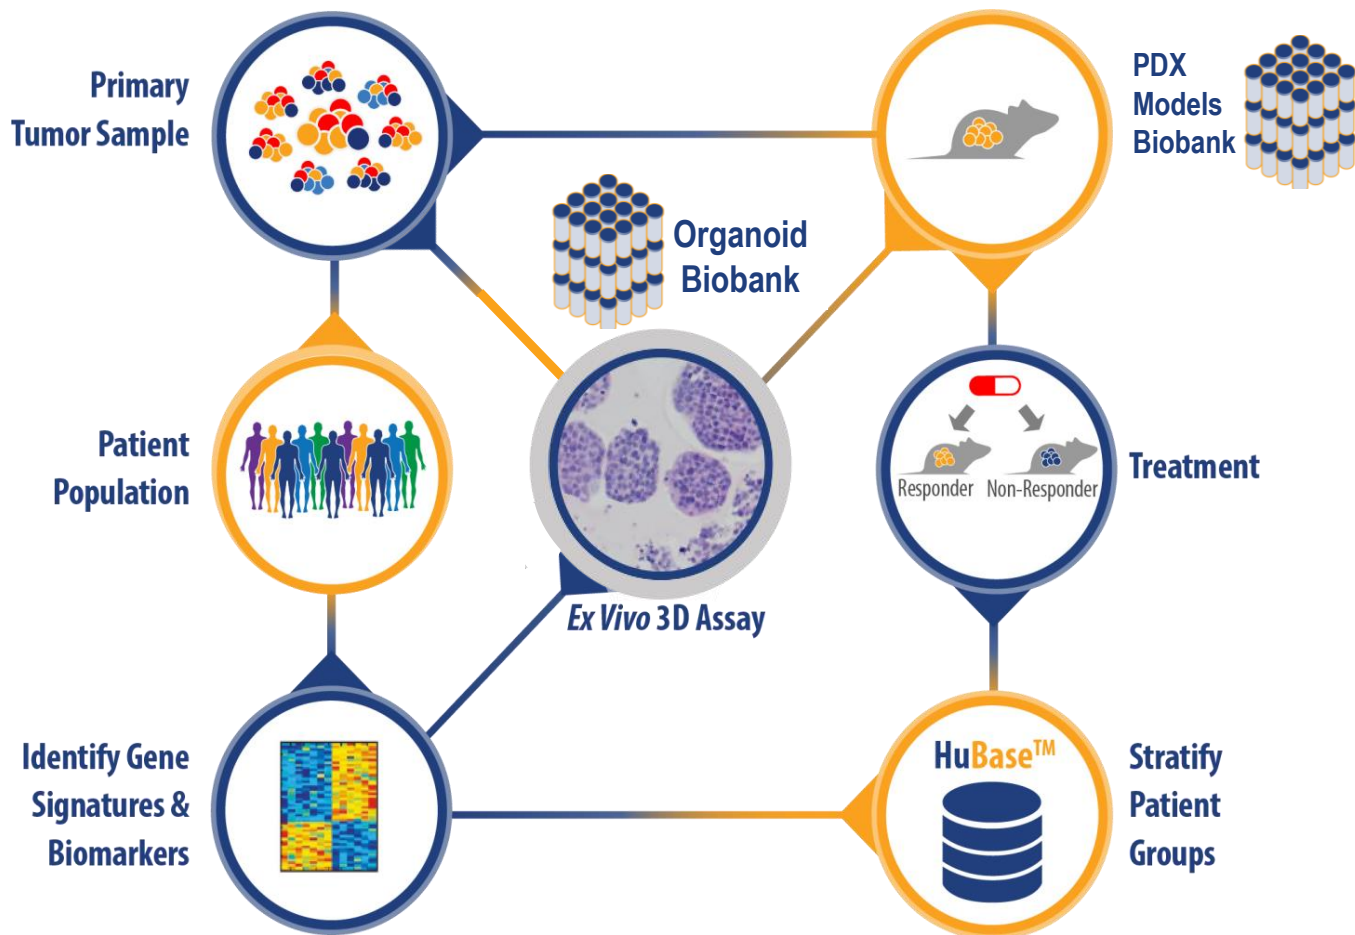 Primary
Tumor Sample
PDX
Models
Biobank
Organoid
Biobank
Patient
Population
Responder
Non-Responder
Treatment
Ex Vivo 3D Assay
Identify Gene
Signatures &
Biomarkers
HuBase™
Stratify
Patient
Groups